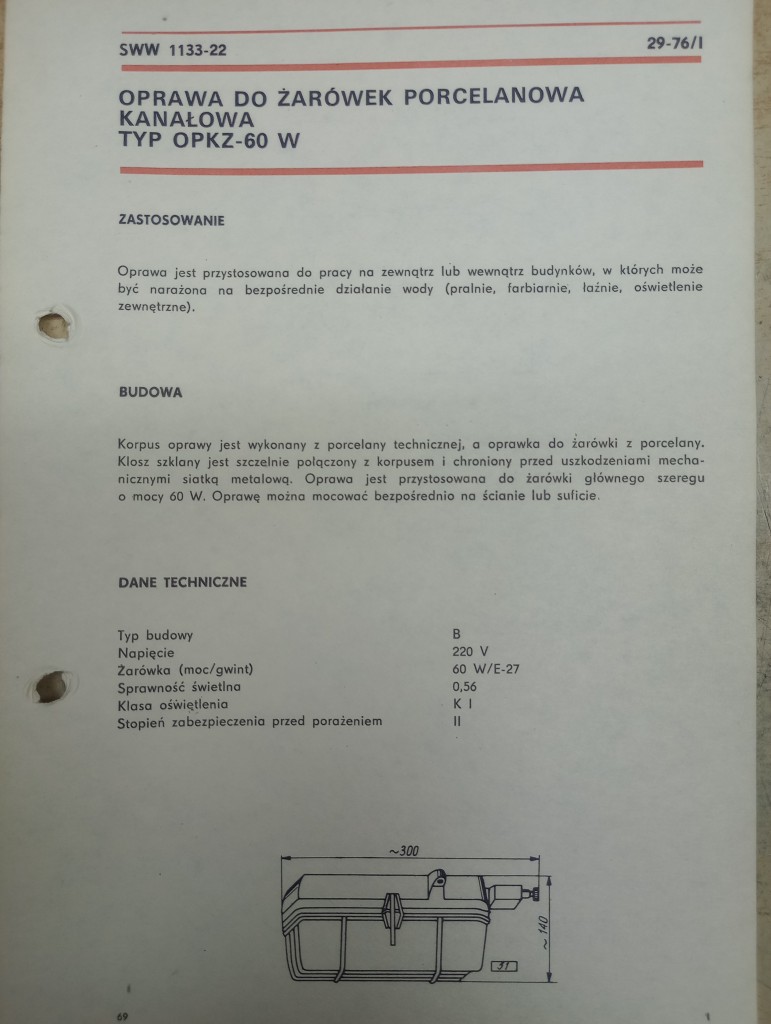 SWW 1133-22
29-76/I
OPRAWA DO ŻARÓWEK PORCELANOWA
KANAŁOWA
TYP OPKZ-60 W
ZASTOSOWANIE
Oprawa jest przystosowana do pracy na zewnątrz lub wewnątrz budynków, w których może
być narażona na bezpośrednie działanie wody (pralnie, farbiarnie, łaźnie, oświetlenie
zewnętrzne).
BUDOWA
Korpus oprawy jest wykonany z porcelany technicznej, a oprawka do żarówki z porcelany.
Klosz szklany jest szczelnie połączony z korpusem i chroniony przed uszkodzeniami mecha-
nicznymi siatką metalową. Oprawa jest przystosowana do żarówki głównego szeregu
o mocy 60 W. Oprawę można mocować bezpośrednio na ścianie lub suficie.
DANE TECHNICZNE
Typ budowy B
Napięcie 220 V
Żarówka (moc/gwint) 60 W/E-27
Sprawność świetlna 0,56
Klasa oświętlenia K I
Stopień zabezpieczenia przed porażeniem II
~300
~140
31
69
1